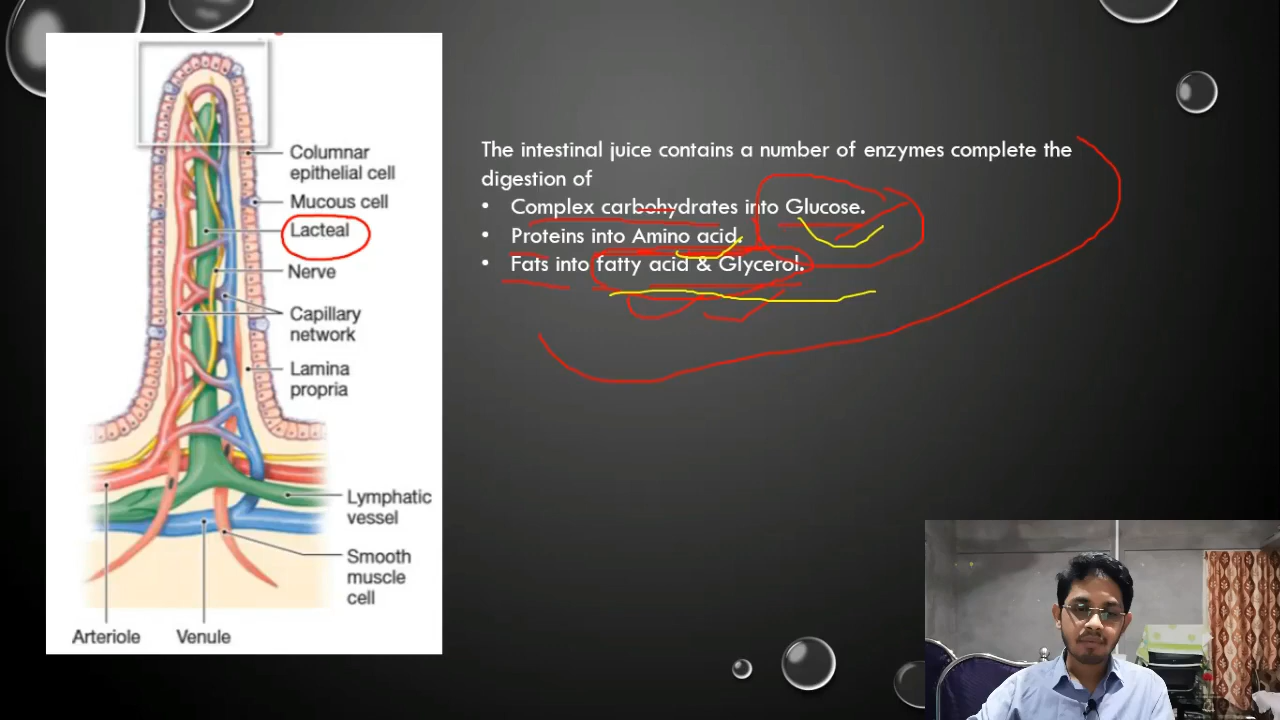 Columnar
epithelial cell
Mucous cell
Lacteal
Nerve
Capillary
network
Lamina
propria
Lymphatic
vessel
Smooth
muscle
cell
Arteriole
Venule
The intestinal juice contains a number of enzymes complete the
digestion of
• Complex carbohydrates into Glucose.
• Proteins into Amino acid.
• Fats into fatty acid & Glycerol.